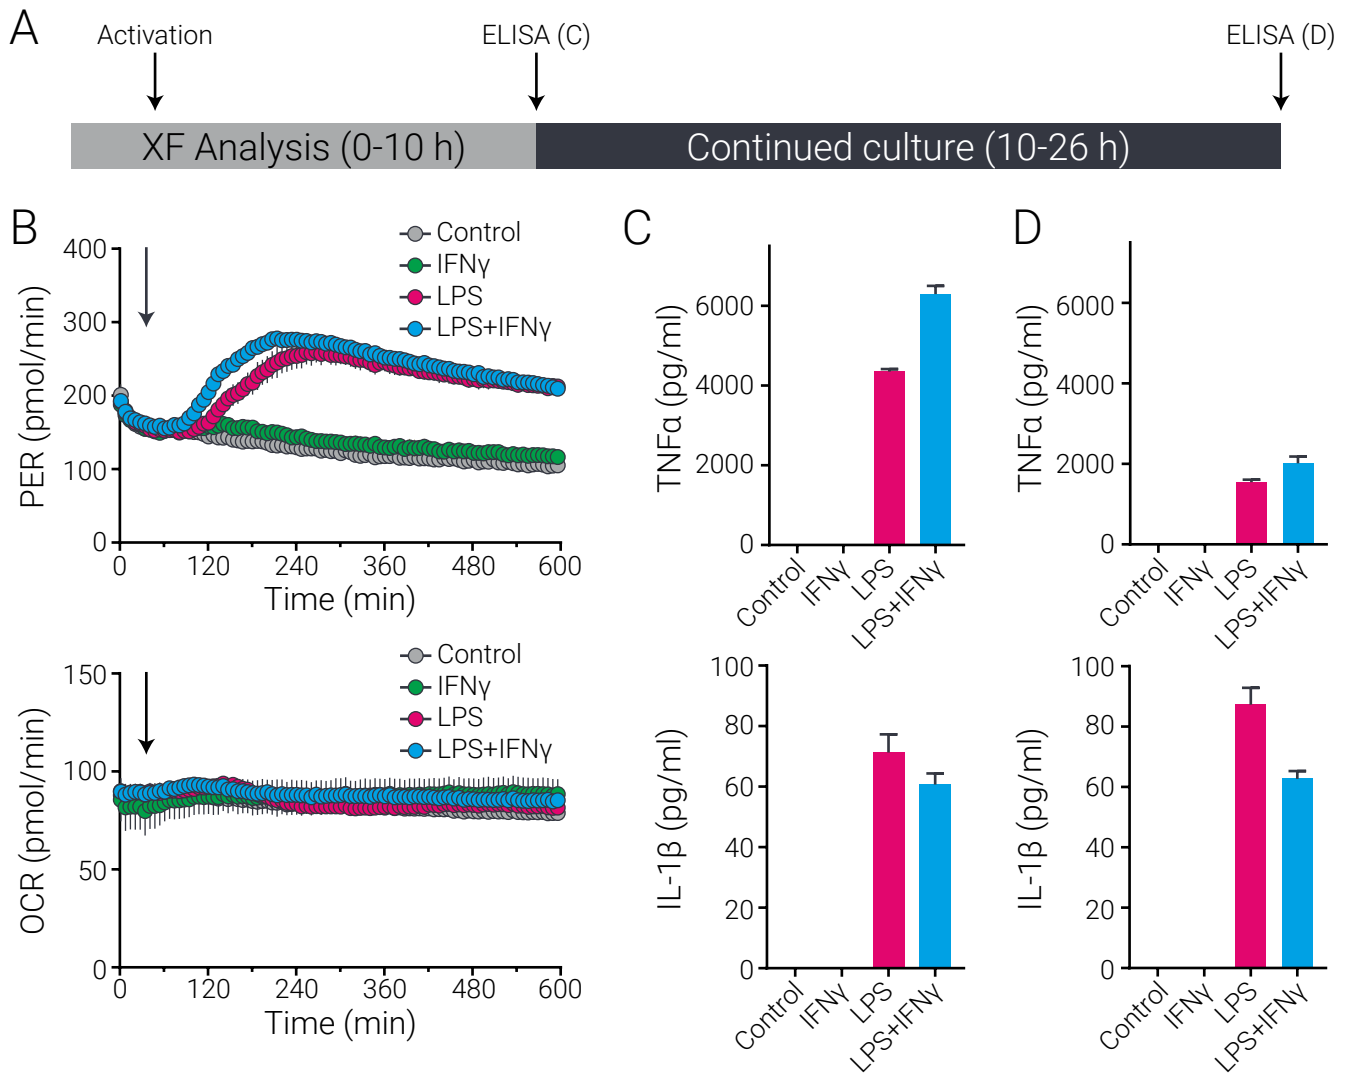 A
Activation
ELISA (C)
ELISA (D)
XF Analysis (0-10 h)
Continued culture (10-26 h)
B
Control
IFNγ
LPS
LPS+IFNγ
PER (pmol/min)
400
300
200
100
0
0 120 240 360 480 600
Time (min)
Control
IFNγ
LPS
LPS+IFNγ
OCR (pmol/min)
150
100
50
0
0 120 240 360 480 600
Time (min)
C
TNFα (pg/ml)
6000
4000
2000
0
Control
IFNγ
LPS
LPS+IFNγ
IL-1β (pg/ml)
100
80
60
40
20
0
Control
IFNγ
LPS
LPS+IFNγ
D
TNFα (pg/ml)
6000
4000
2000
0
Control
IFNγ
LPS
LPS+IFNγ
IL-1β (pg/ml)
100
80
60
40
20
0
Control
IFNγ
LPS
LPS+IFNγ